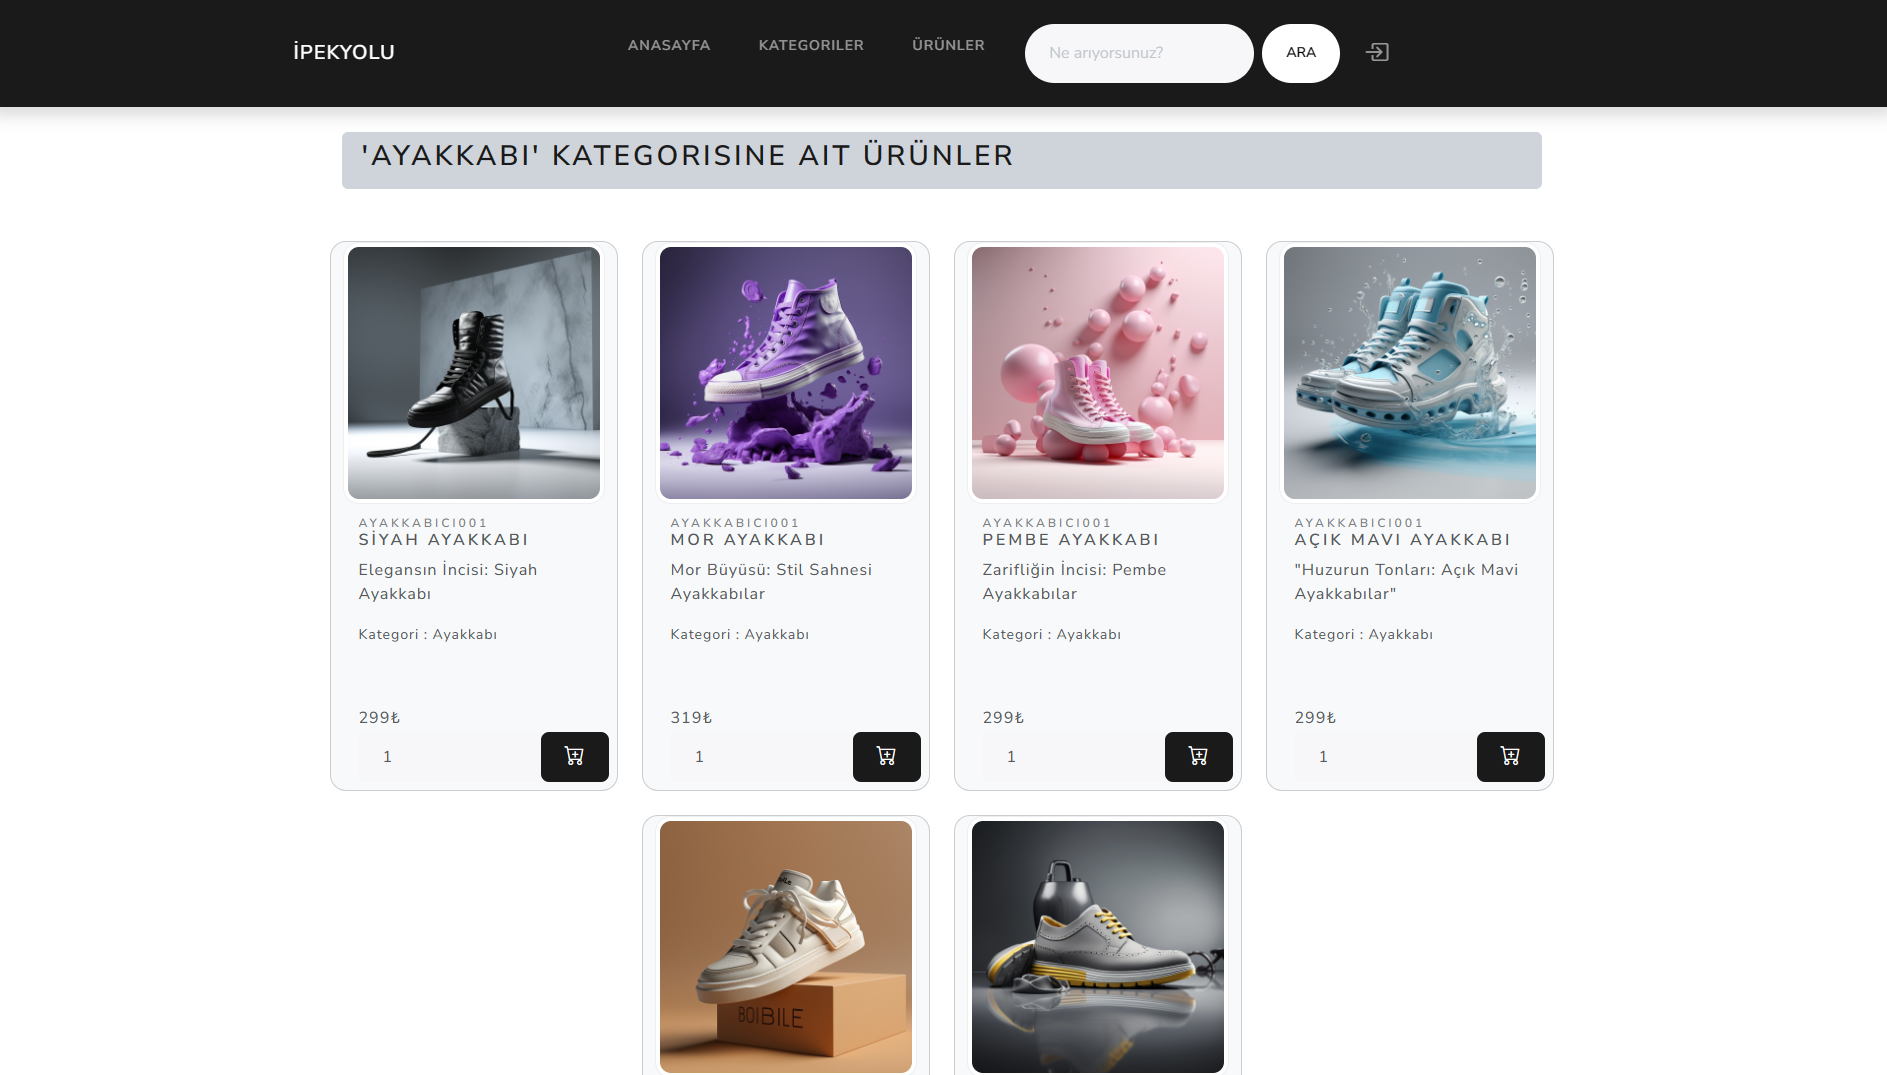 İPEKYOLU
ANASAYFA
KATEGORILER
ÜRÜNLER
Ne arıyorsunuz?
ARA
'AYAKKABI' KATEGORISINE AIT ÜRÜNLER
AYAKKABICI001
SİYAH AYAKKABI
Elegansın İncisi: Siyah
Ayakkabı
Kategori : Ayakkabı
299₺
1
AYAKKABICI001
MOR AYAKKABI
Mor Büyüsü: Stil Sahnesi
Ayakkabılar
Kategori : Ayakkabı
319₺
1
AYAKKABICI001
PEMBE AYAKKABI
Zarifliğin İncisi: Pembe
Ayakkabılar
Kategori : Ayakkabı
299₺
1
AYAKKABICI001
AÇIK MAVI AYAKKABI
"Huzurun Tonları: Açık Mavi
Ayakkabılar"
Kategori : Ayakkabı
299₺
1
BOIBILE